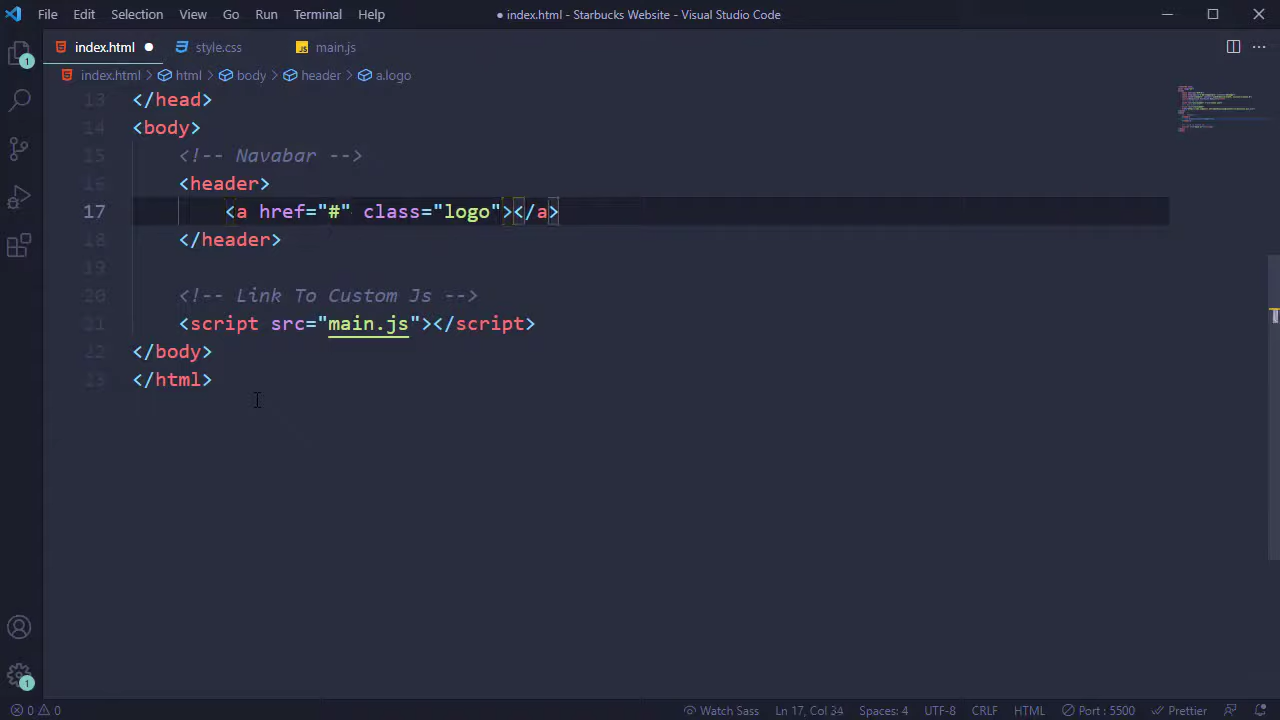 File Edit Selection View Go Run Terminal Help ● index.html - Starbucks Website - Visual Studio Code
index.html ● style.css JS main.js
index.html > html > body > header > a.logo
13 </head>
14 <body>
15 <!-- Navabar -->
16 <header>
17 <a href="#" class="logo"></a>
18 </header>
19
20 <!-- Link To Custom Js -->
21 <script src="main.js"></script>
22 </body>
23 </html>
1
1
0 0 Watch Sass Ln 17, Col 34 Spaces: 4 UTF-8 CRLF HTML Port : 5500 Prettier